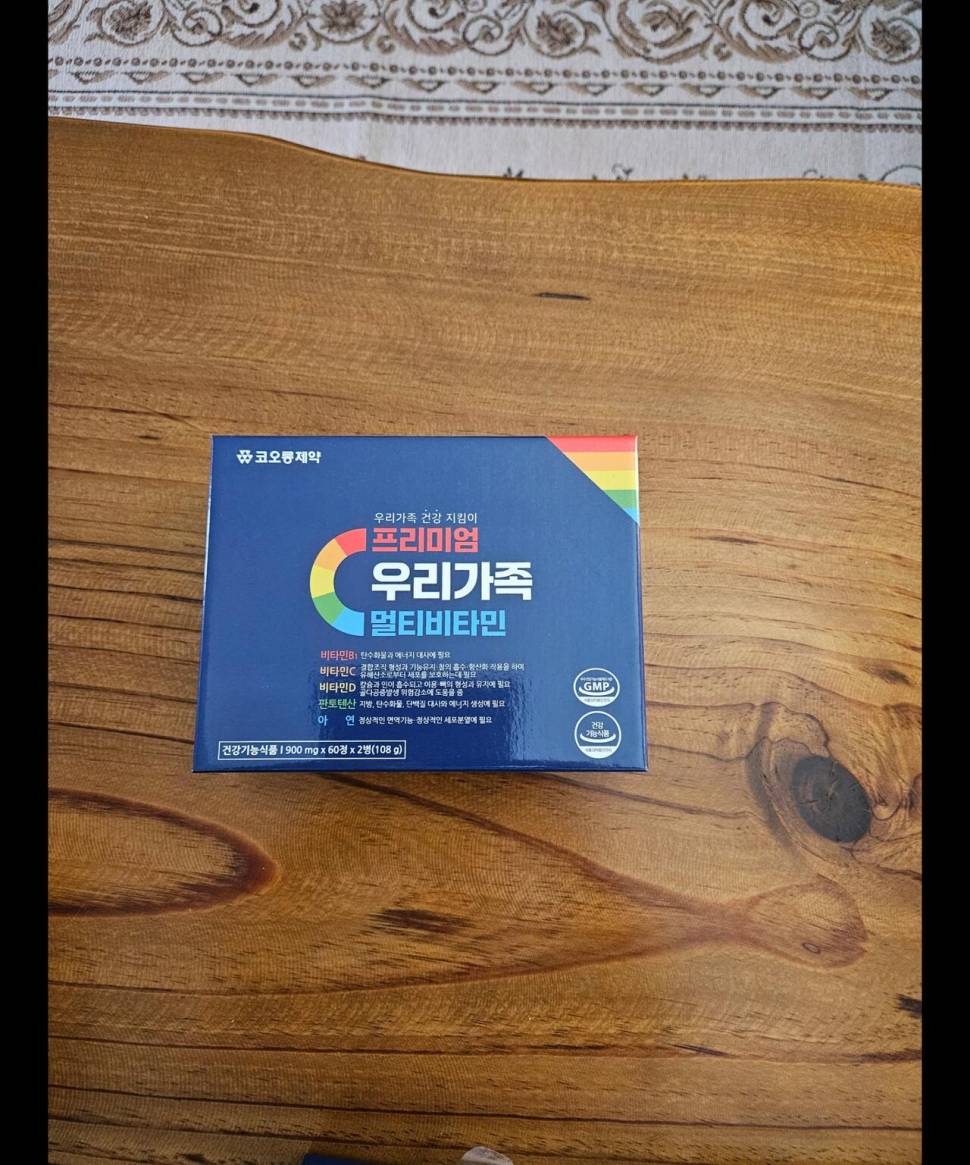 코오롱제약
우리가족 건강 지킴이
프리미엄
우리가족
멀티비타민
비타민B1 탄수화물과 에너지 대사에 필요
비타민C 결합조직 형성과 기능유지·철의 흡수·항산화 작용을 하여
유해산소로부터 세포를 보호하는데 필요
비타민D 칼슘과 인이 흡수되고 이용·뼈의 형성과 유지에 필요
골다공증발생 위험감소에 도움을 줌
판토텐산 지방, 탄수화물, 단백질 대사와 에너지 생성에 필요
아 연 정상적인 면역기능·정상적인 세포분열에 필요
GMP
건강
기능식품
건강기능식품 | 900 mg x 60정 x 2병(108 g)